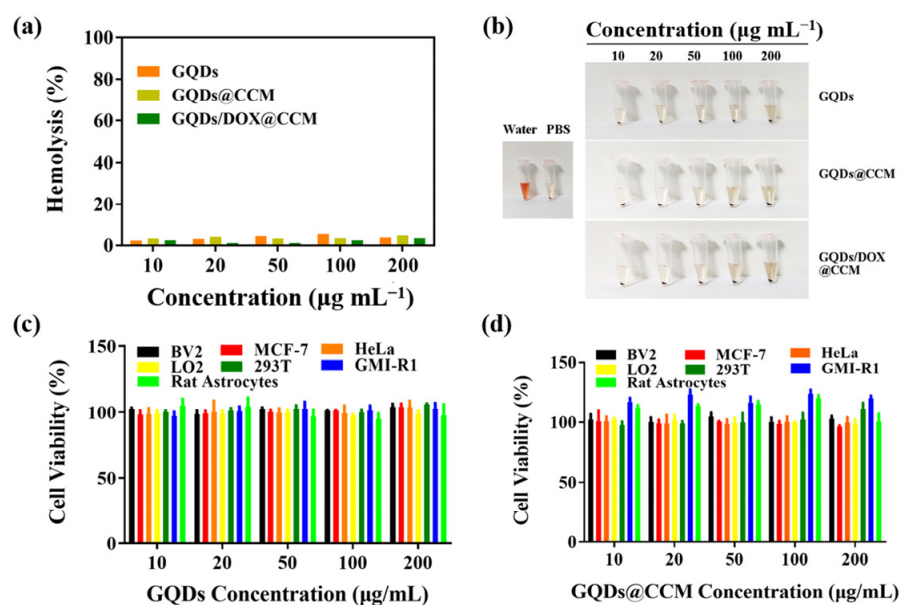 (a)
100
80
60
40
20
0
Hemolysis (%)
GQDs
GQDs@CCM
GQDs/DOX@CCM
10 20 50 100 200
Concentration (μg mL⁻¹)
(b)
Concentration (μg mL⁻¹)
10 20 50 100 200
Water PBS
GQDs
GQDs@CCM
GQDs/DOX
@CCM
(c)
BV2 MCF-7 HeLa
LO2 293T GMI-R1
Rat Astrocytes
150
100
50
0
Cell Viability (%)
10 20 50 100 200
GQDs Concentration (μg/mL)
(d)
BV2 MCF-7 HeLa
LO2 293T GMI-R1
Rat Astrocytes
150
100
50
0
Cell Viability (%)
10 20 50 100 200
GQDs@CCM Concentration (μg/mL)